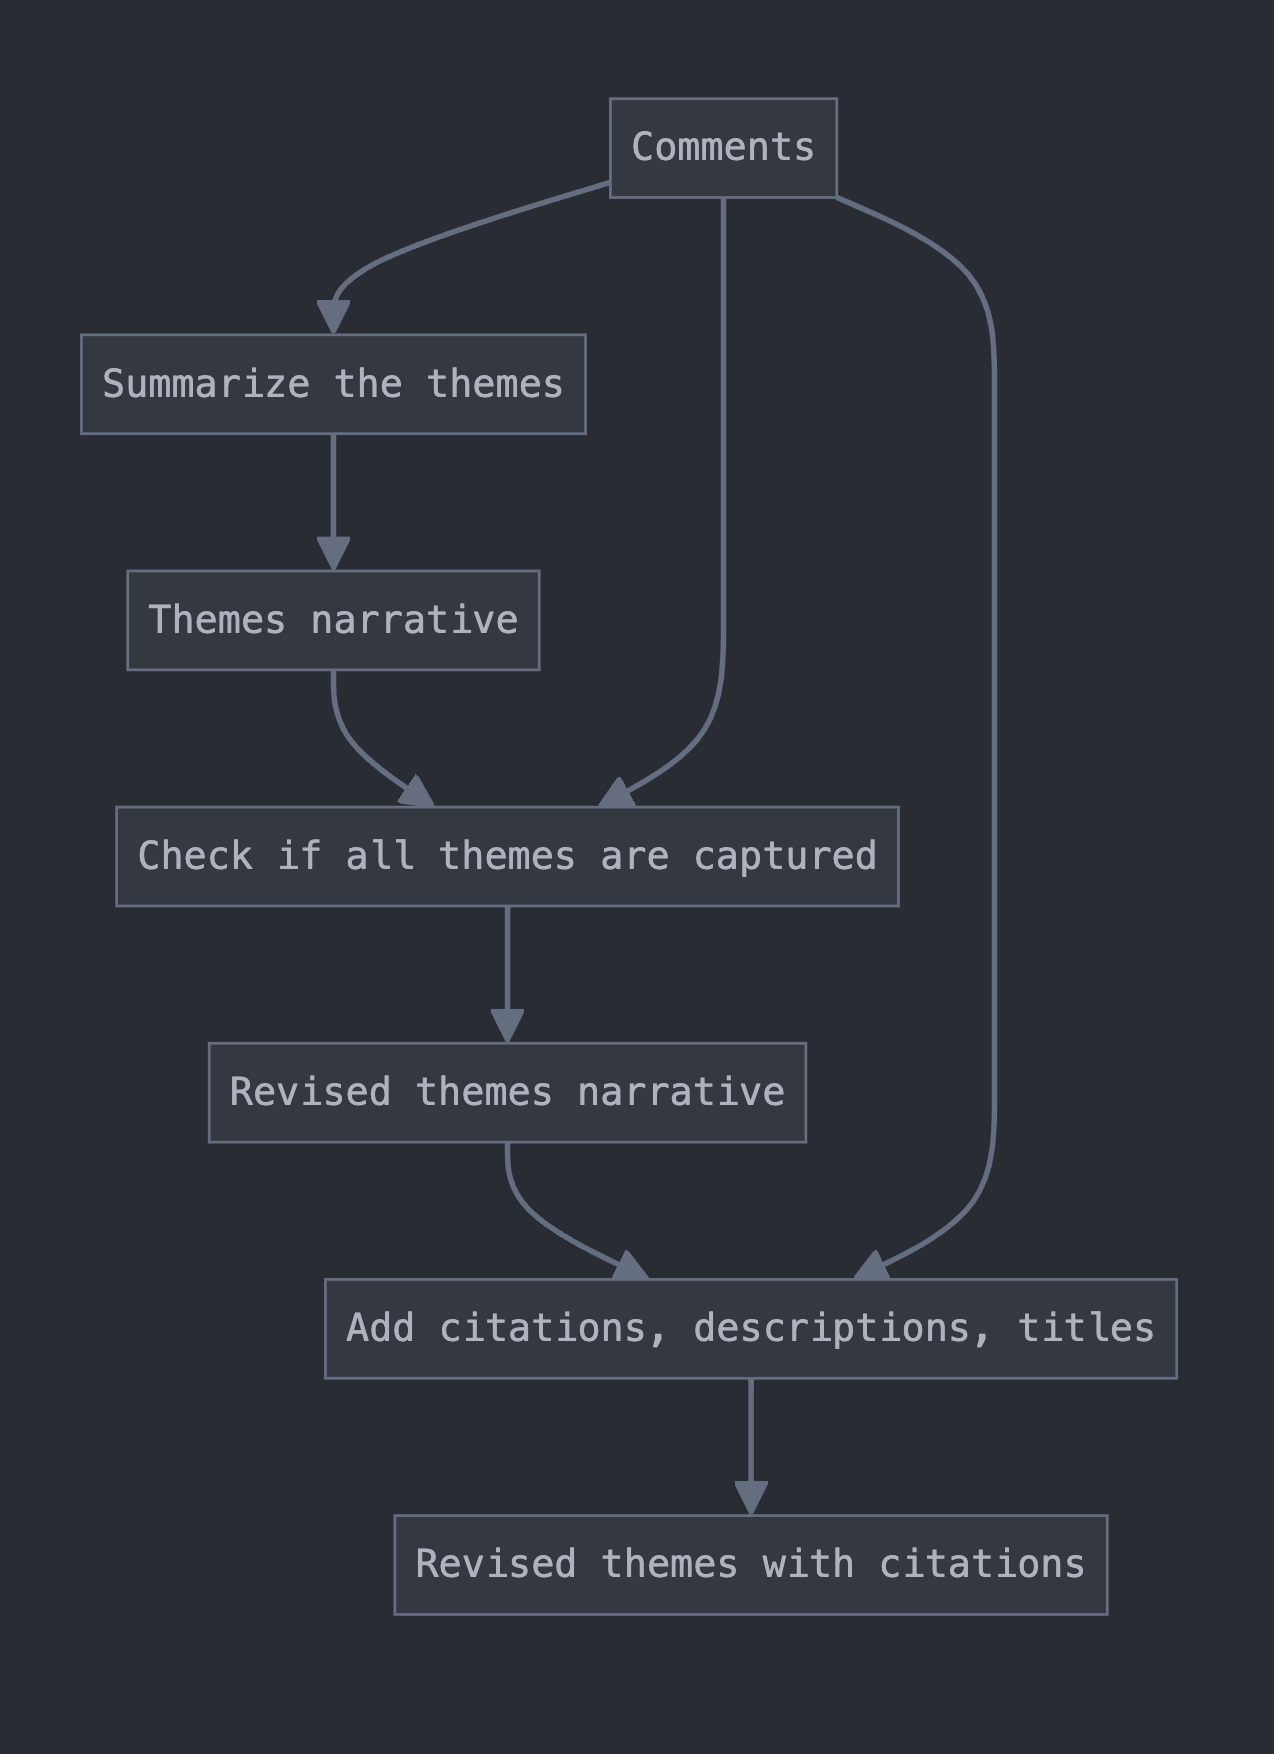 Comments
Summarize the themes
Themes narrative
Check if all themes are captured
Revised themes narrative
Add citations, descriptions, titles
Revised themes with citations